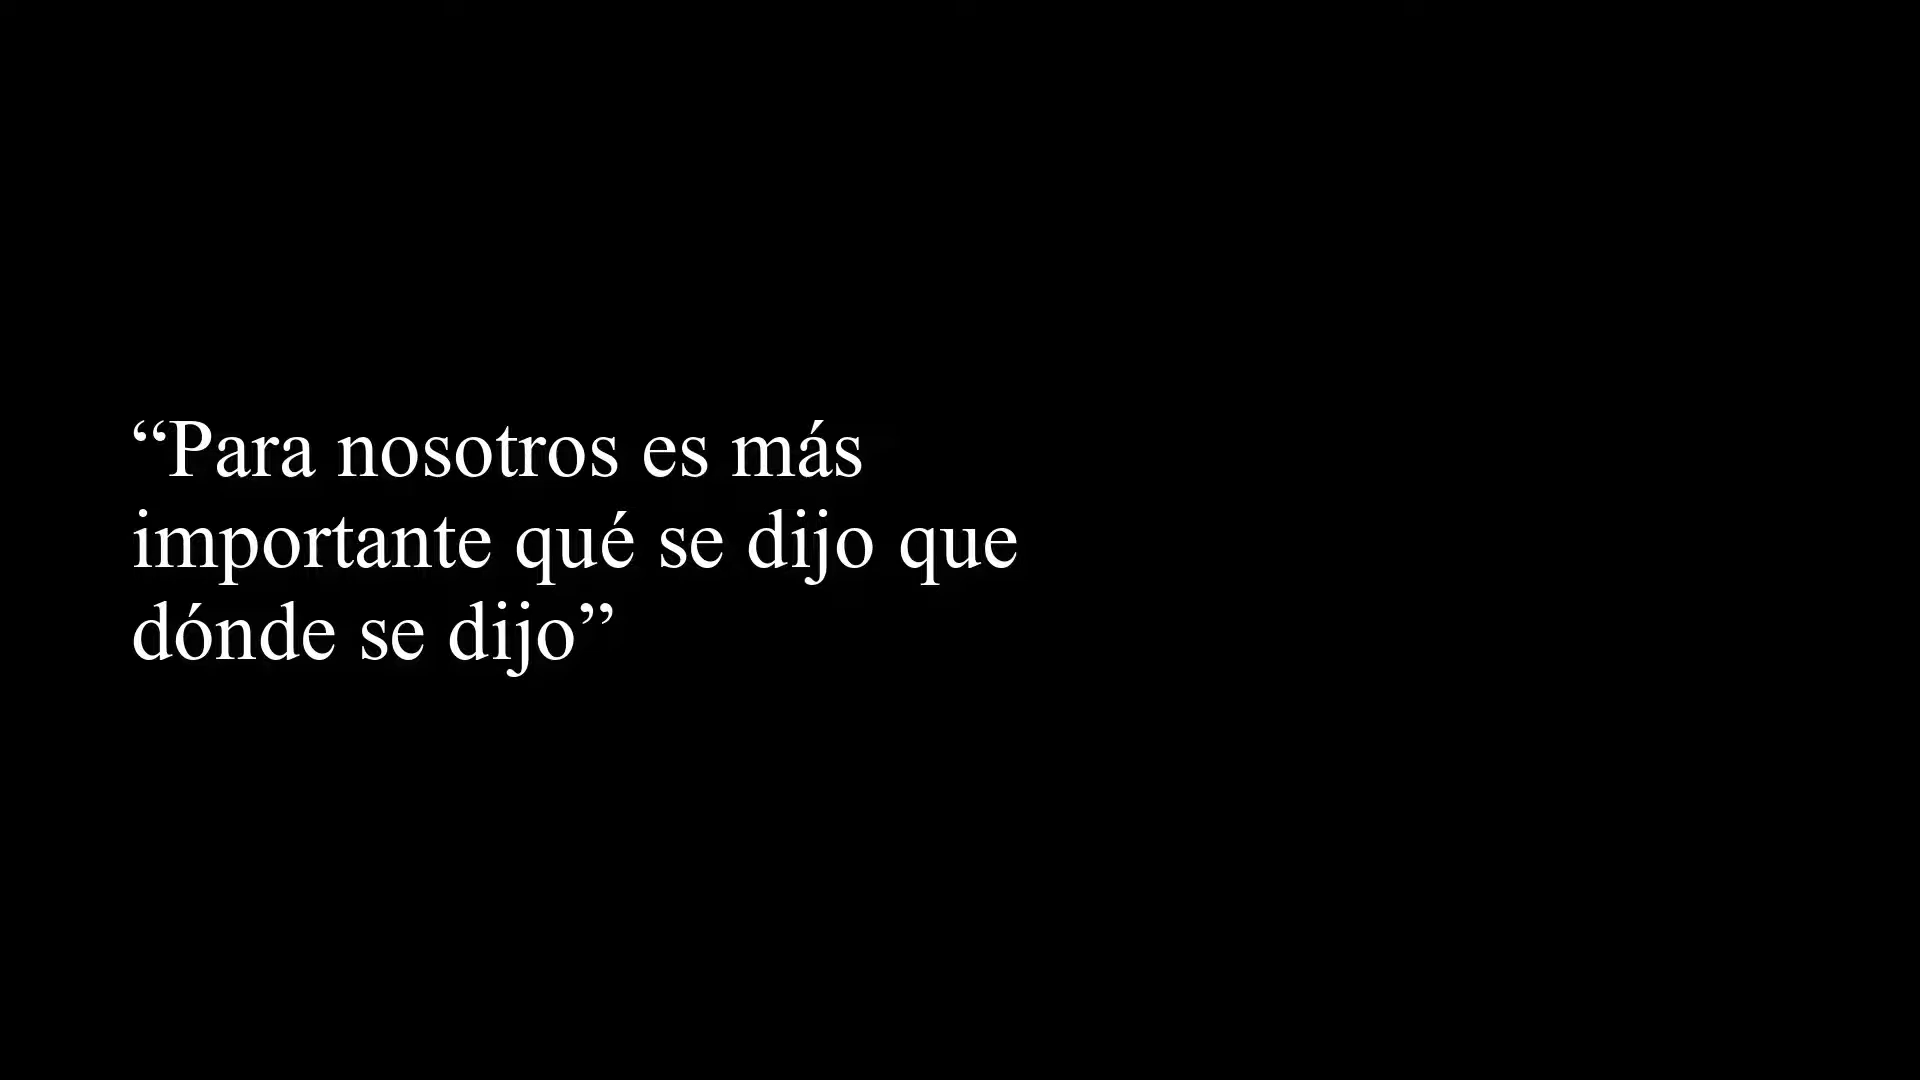 “Para nosotros es más
importante qué se dijo que
dónde se dijo”